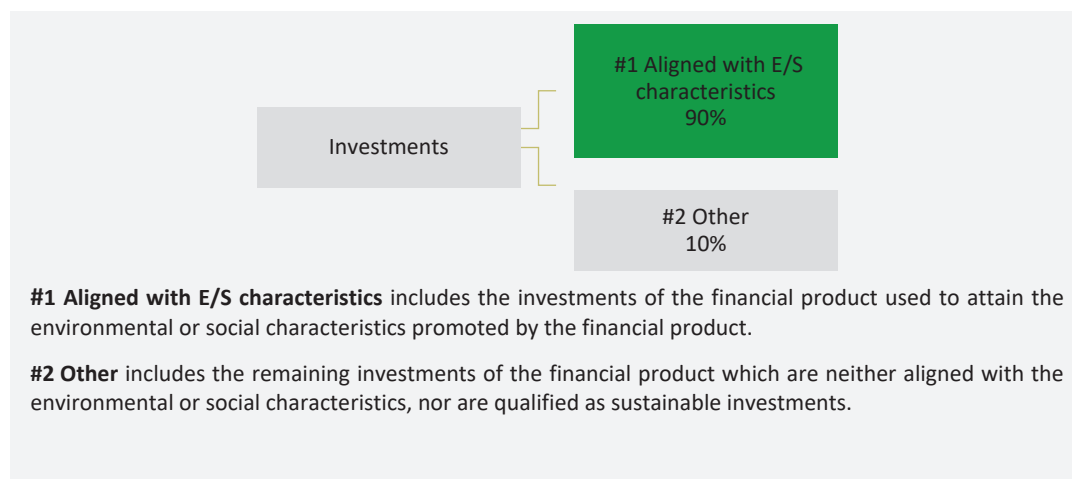 #1 Aligned with E/S
characteristics
90%
Investments
#2 Other
10%
#1 Aligned with E/S characteristics includes the investments of the financial product used to attain the
environmental or social characteristics promoted by the financial product.
#2 Other includes the remaining investments of the financial product which are neither aligned with the
environmental or social characteristics, nor are qualified as sustainable investments.